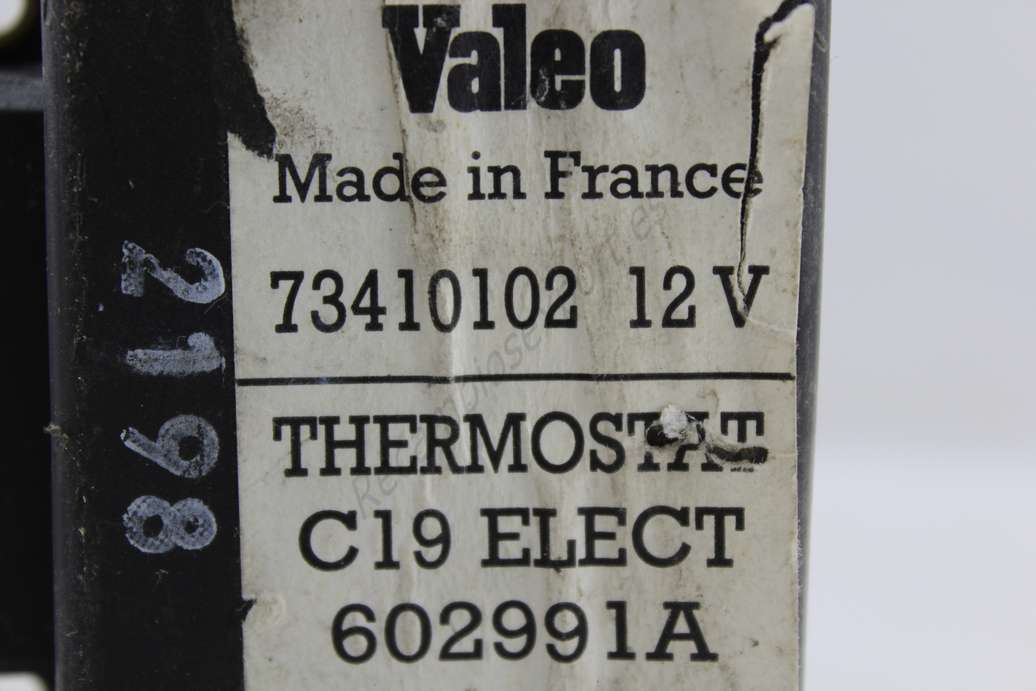 Valeo
Made in France
73410102 12 V
THERMOSTAT
C19 ELECT
602991A
2198